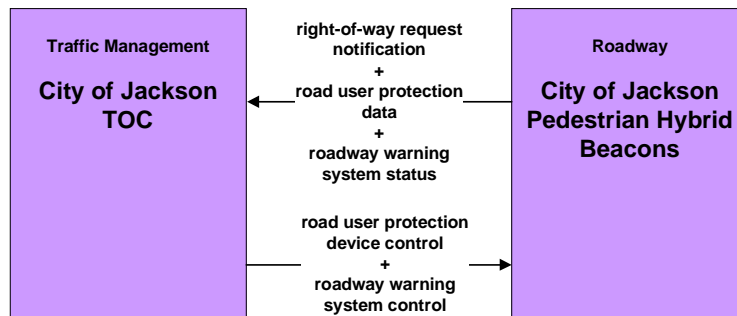 Traffic Management
City of Jackson
TOC
right-of-way request
notification
+
road user protection
data
+
roadway warning
system status
road user protection
device control
+
roadway warning
system control
Roadway
City of Jackson
Pedestrian Hybrid
Beacons